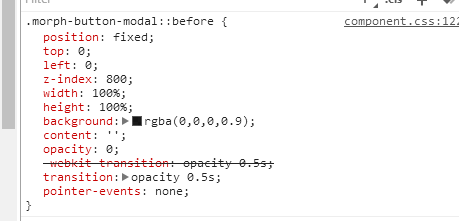 Filter .cls +
.morph-button-modal::before { component.css:122
position: fixed;
top: 0;
left: 0;
z-index: 800;
width: 100%;
height: 100%;
background: rgba(0,0,0,0.9);
content: '';
opacity: 0;
-webkit-transition: opacity 0.5s;
transition: opacity 0.5s;
pointer-events: none;
}